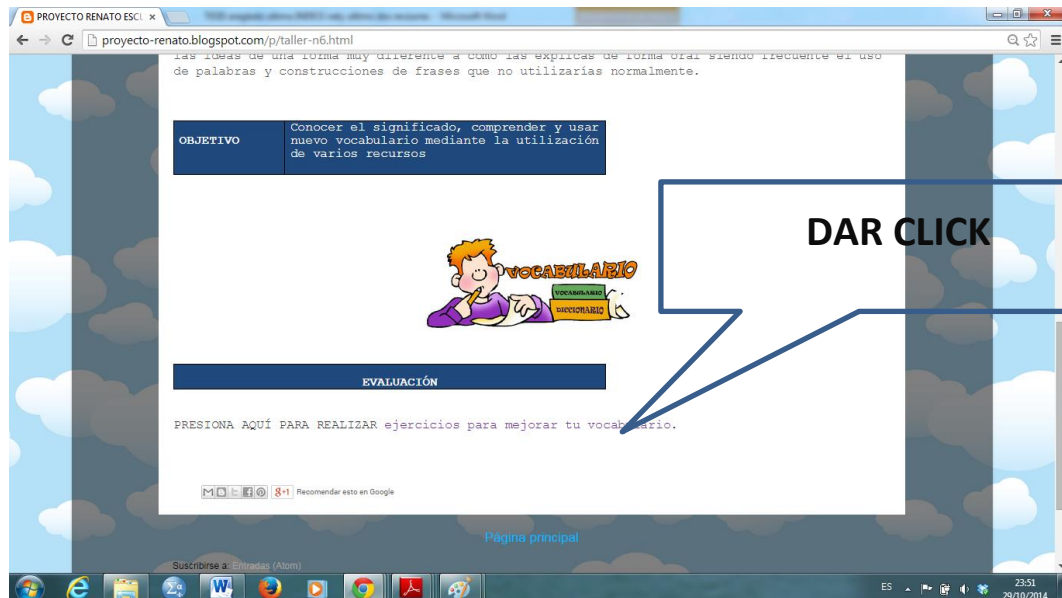 PROYECTO RENATO ESC
proyecto-renato.blogspot.com/p/taller-n6.html
las ideas de una forma muy diferente a como las explicas de forma oral siendo frecuente el uso
de palabras y construcciones de frases que no utilizarías normalmente.
OBJETIVO
Conocer el significado, comprender y usar
nuevo vocabulario mediante la utilización
de varios recursos
DAR CLICK
VOCABULARIO
VOCABULARIO
DICCIONARIO
EVALUACIÓN
PRESIONA AQUÍ PARA REALIZAR ejercicios para mejorar tu vocabulario.
g+1 Recomendar esto en Google
Página principal
Suscribirse a: Entradas (Atom)
ES
23:51
29/10/2014